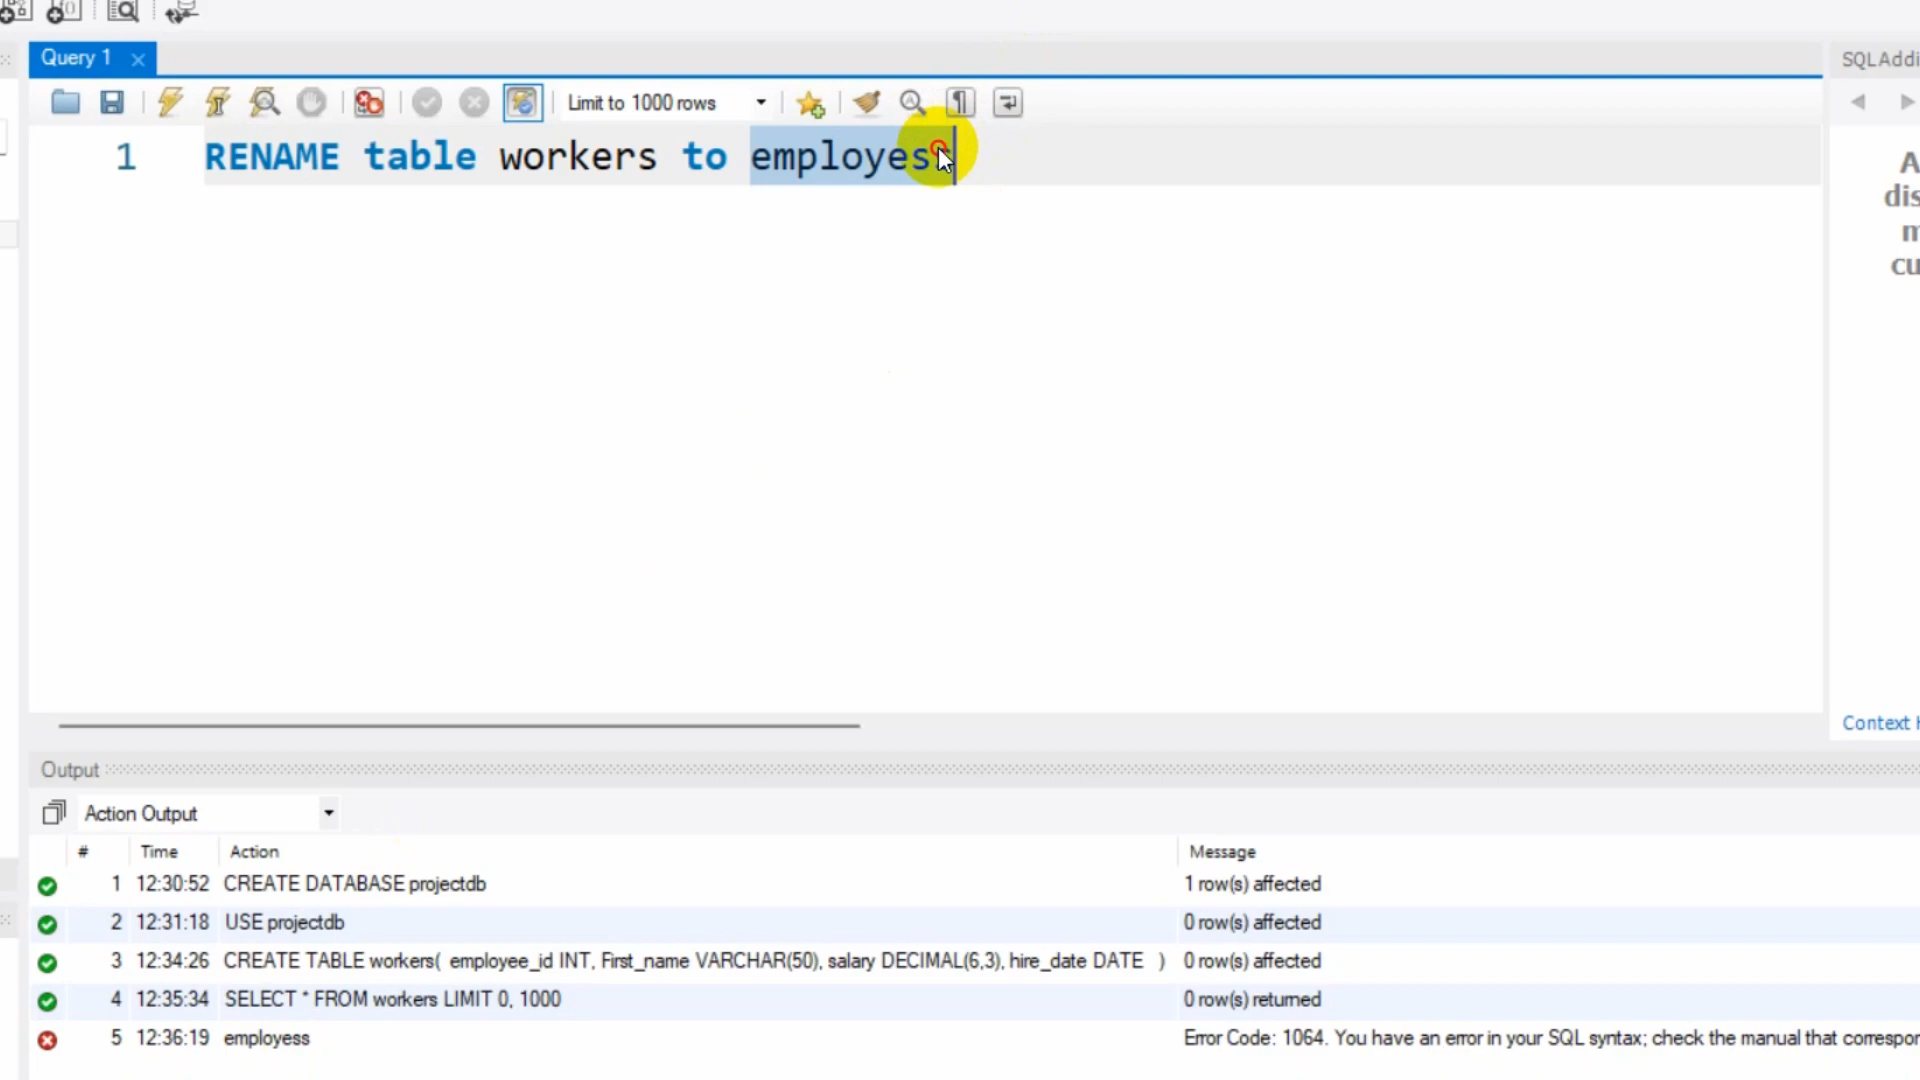 Query 1
SQLAddi
Limit to 1000 rows
1 RENAME table workers to employess
A
dis
m
cu
Context H
Output
Action Output
# Time Action Message
1 12:30:52 CREATE DATABASE projectdb 1 row(s) affected
2 12:31:18 USE projectdb 0 row(s) affected
3 12:34:26 CREATE TABLE workers( employee_id INT, First_name VARCHAR(50), salary DECIMAL(6,3), hire_date DATE ) 0 row(s) affected
4 12:35:34 SELECT * FROM workers LIMIT 0, 1000 0 row(s) returned
5 12:36:19 employess Error Code: 1064. You have an error in your SQL syntax; check the manual that correspon